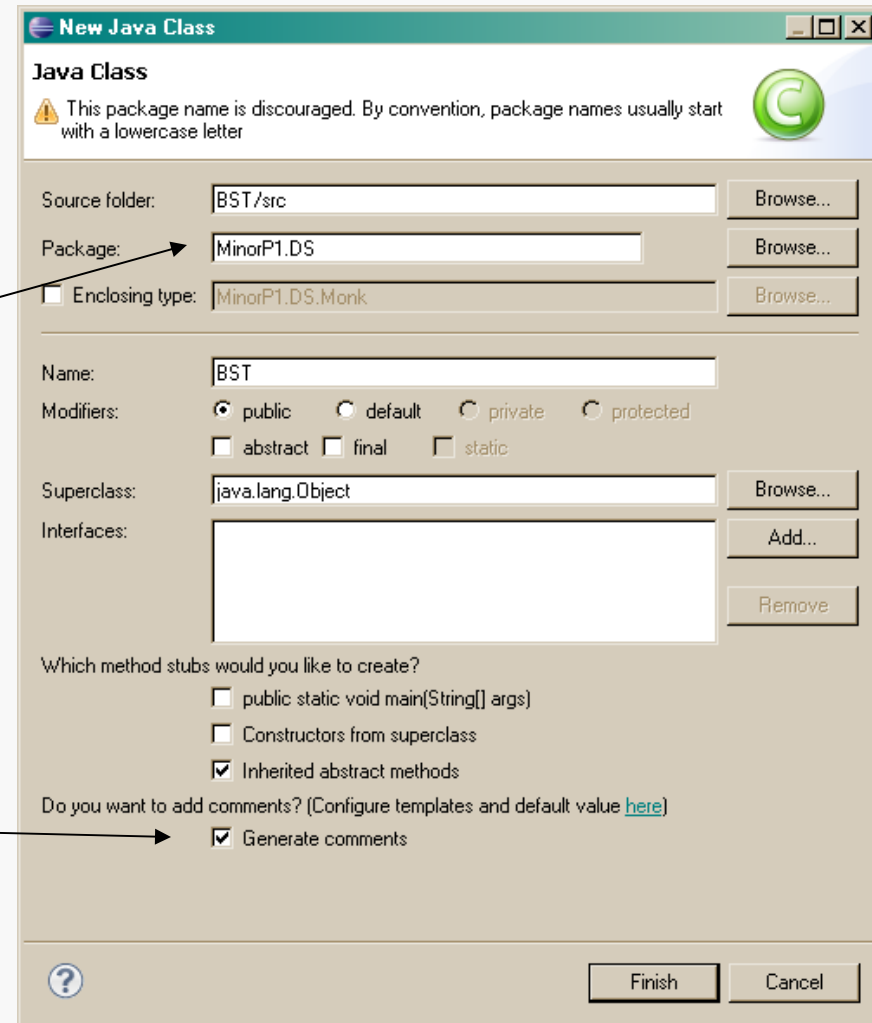 New Java Class
Java Class
This package name is discouraged. By convention, package names usually start
with a lowercase letter
C
Source folder: BST/src Browse...
Package: MinorP1.DS Browse...
Enclosing type: MinorP1.DS.Monk Browse...
Name: BST
Modifiers: public default private protected
abstract final static
Superclass: java.lang.Object Browse...
Interfaces: Add...
Remove
Which method stubs would you like to create?
public static void main(String[] args)
Constructors from superclass
Inherited abstract methods
Do you want to add comments? (Configure templates and default value here)
Generate comments
? Finish Cancel